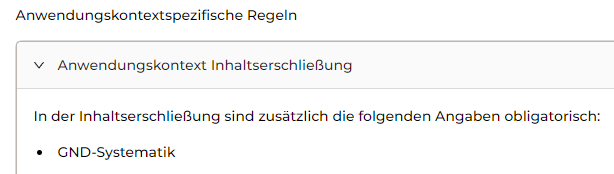 Anwendungskontextspezifische Regeln
Anwendungskontext Inhaltserschließung
In der Inhaltserschließung sind zusätzlich die folgenden Angaben obligatorisch:
• GND-Systematik